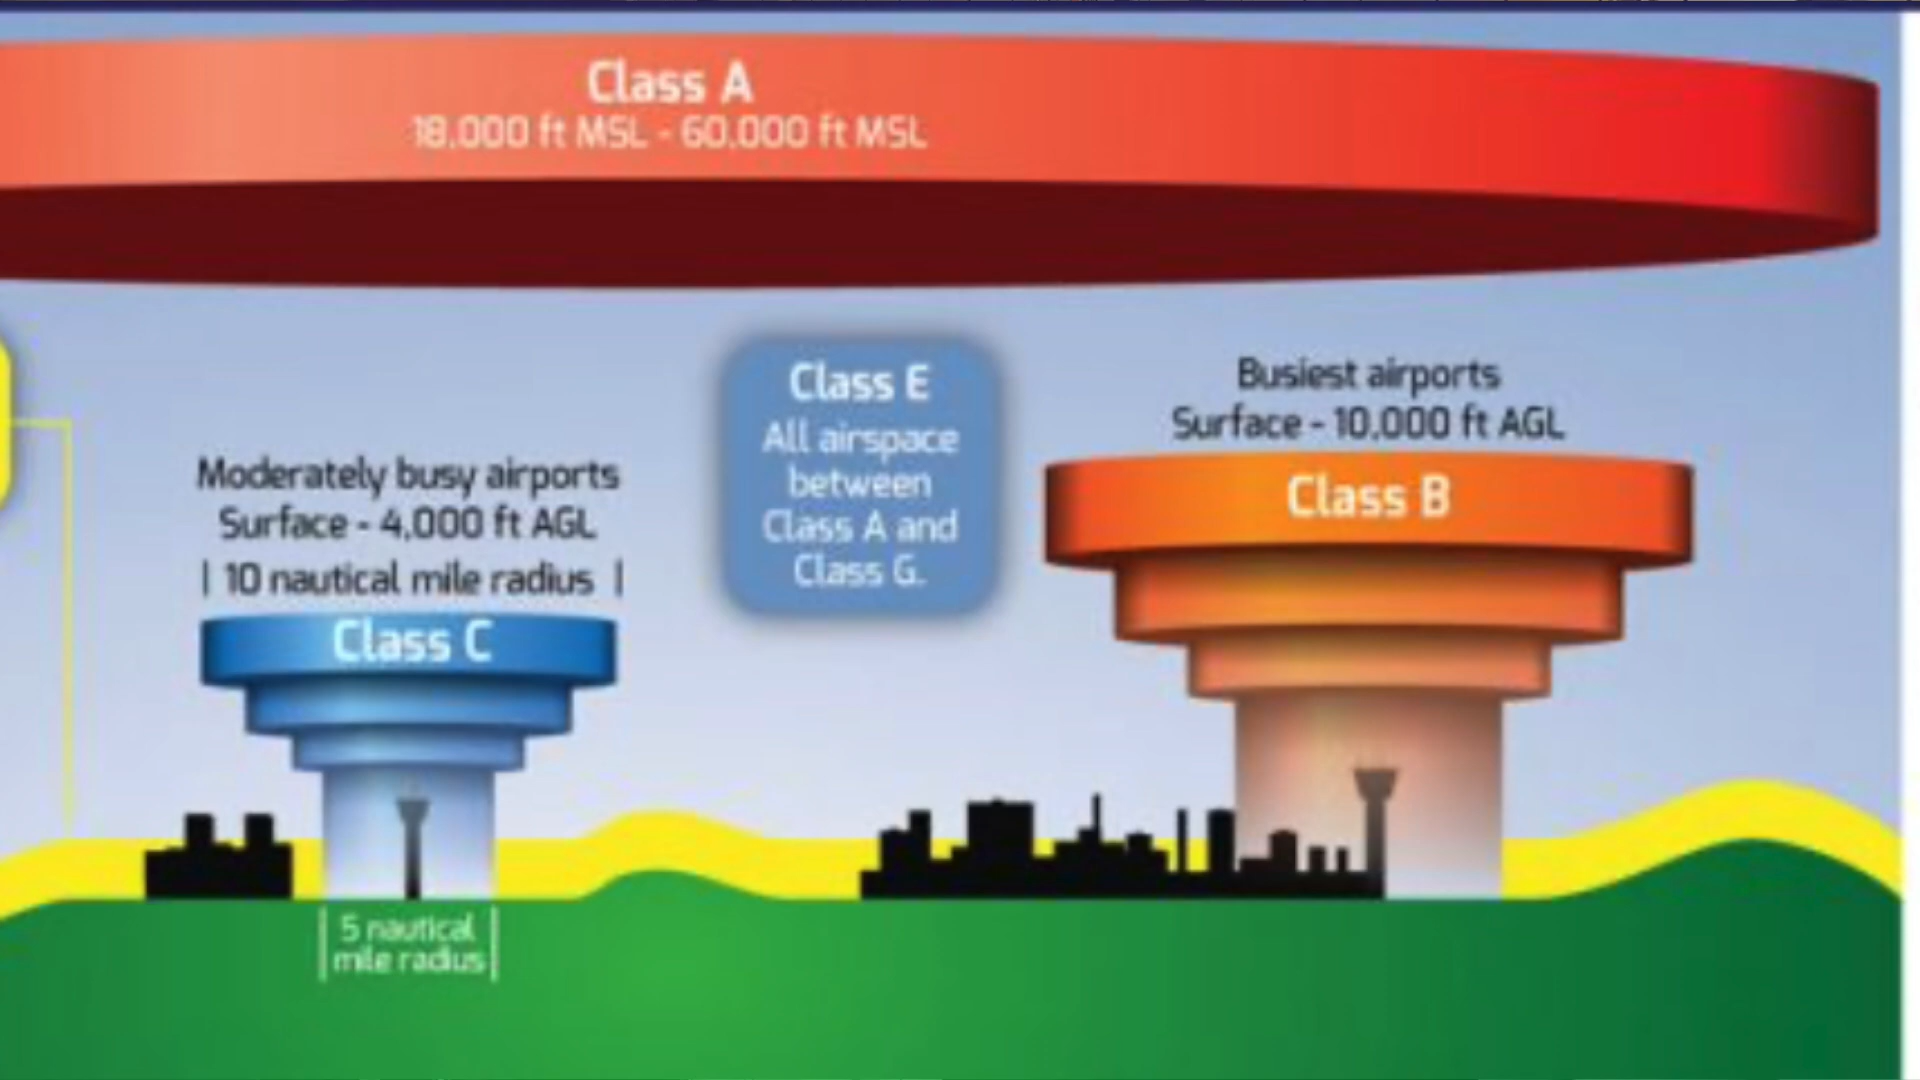 Class A
18,000 ft MSL - 60,000 ft MSL
Class E
All airspace
between
Class A and
Class G.
Busiest airports
Surface - 10,000 ft AGL
Class B
Moderately busy airports
Surface - 4,000 ft AGL
| 10 nautical mile radius |
Class C
5 nautical
mile radius